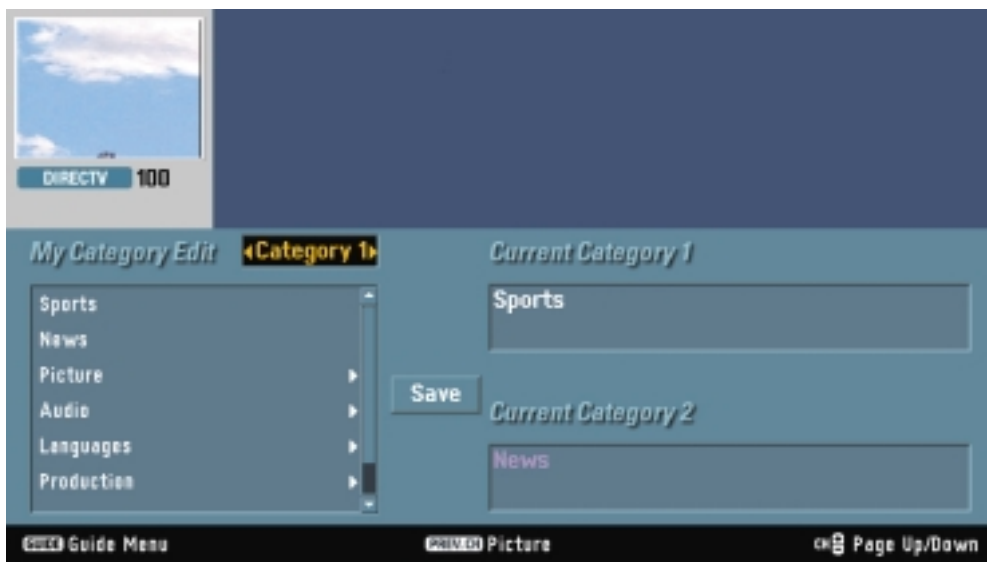 DIRECTV 100
My Category Edit Category 1
Sports
News
Picture
Audio
Languages
Production
Save
Current Category 1
Sports
Current Category 2
News
GUIDE Guide Menu PREV.CH Picture CH Page Up/Down